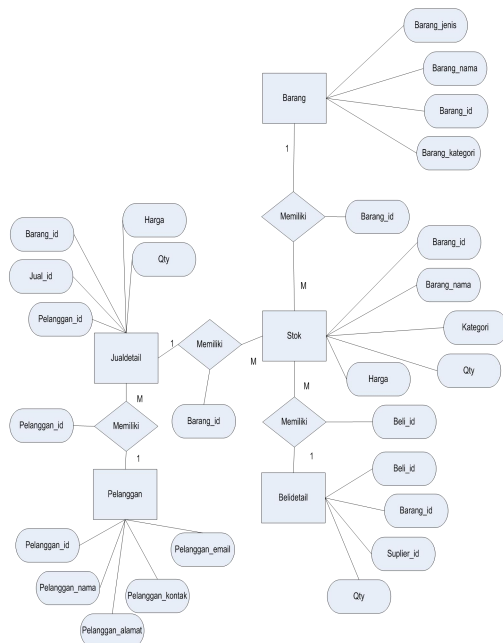 Barang_jenis
Barang_nama
Barang
Barang_id
Barang_kategori
1
Memiliki
Barang_id
M
Harga
Barang_id
Qty
Jual_id
Pelanggan_id
Jualdetail
1
Memiliki
M
Barang_id
Stok
Barang_id
Barang_nama
Kategori
Qty
Harga
M
Memiliki
Beli_id
1
M
Pelanggan_id
Memiliki
1
Pelanggan
Belidetail
Beli_id
Barang_id
Suplier_id
Qty
Pelanggan_id
Pelanggan_email
Pelanggan_nama
Pelanggan_kontak
Pelanggan_alamat